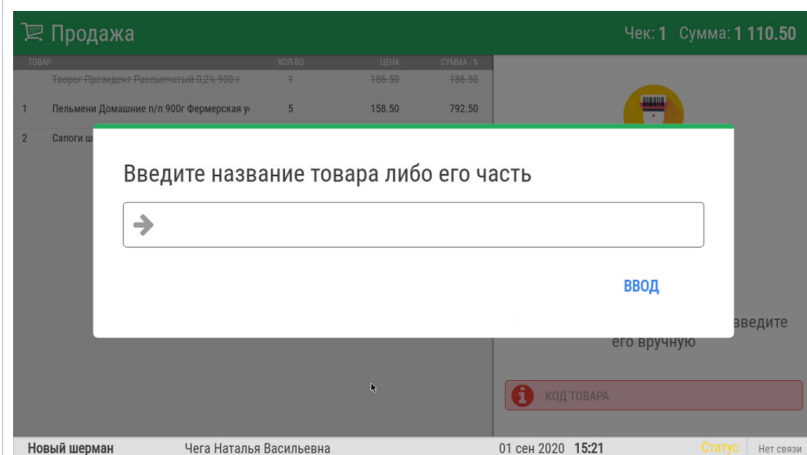 Продажа
Чек: 1 Сумма: 1 110.50
ТОВАР КОЛ-ВО ЦЕНА СУММА - %
Творог Президент Рассыпчатый 0,2% 900 г 1 186.50 186.50
1 Пельмени Домашние п/п 900г Фермерская у 5 158.50 792.50
2 Сапоги ш
Введите название товара либо его часть
ВВОД
введите
его вручную
КОД ТОВАРА
Новый шерман Чега Наталья Васильевна 01 сен 2020 15:21 Статус Нет связи